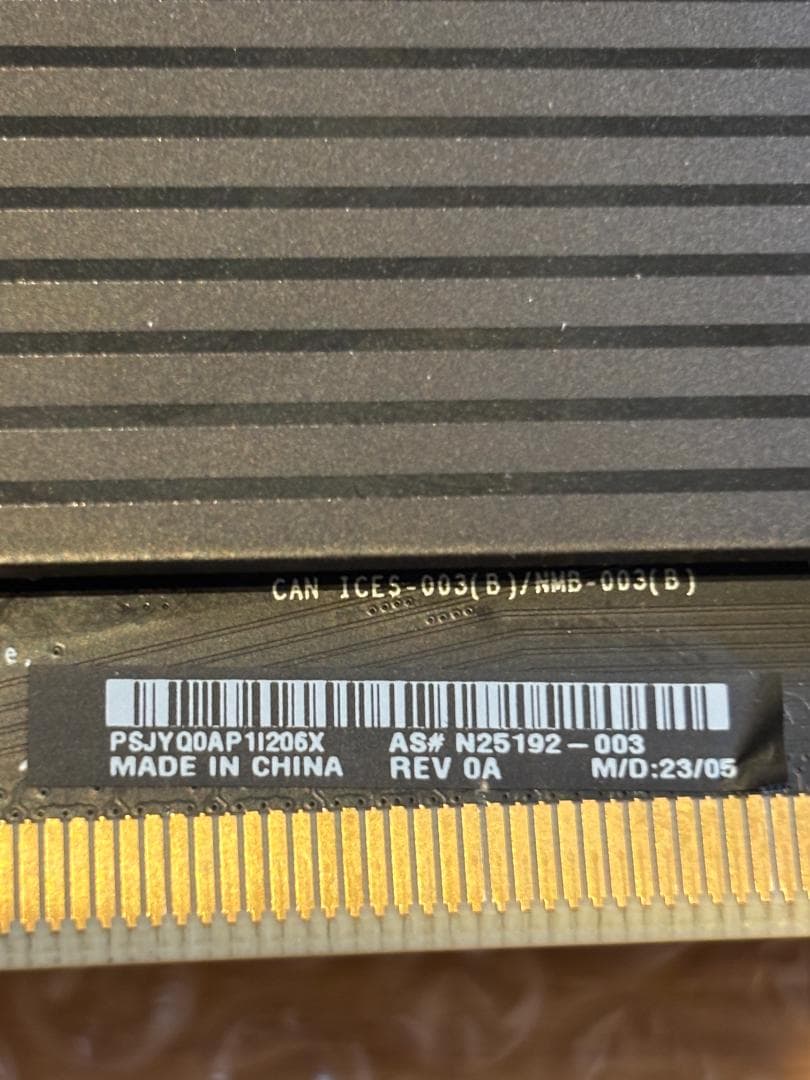 CAN ICES-003(B)/NMB-003(B)
e,
PSJYQ0AP1I206X AS# N25192-003
MADE IN CHINA REV 0A M/D:23/05